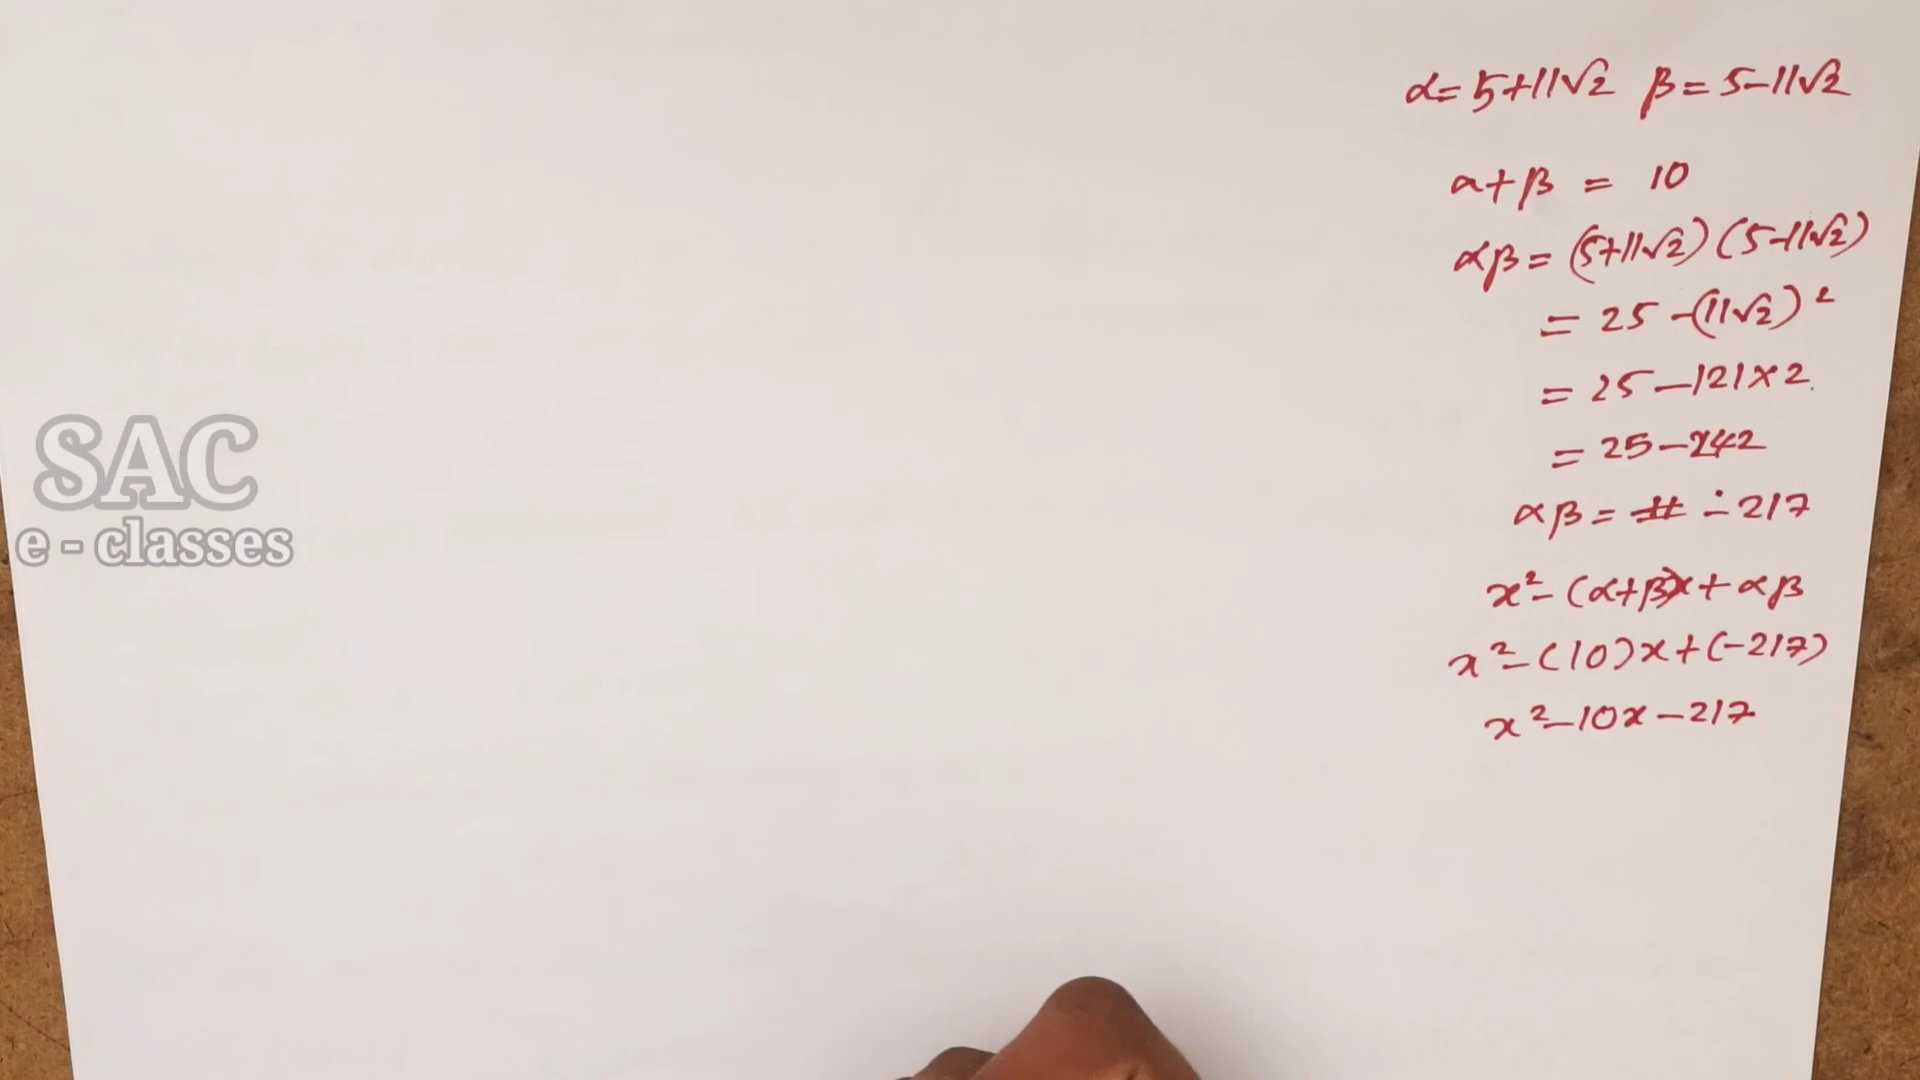 α = 5+11√2 β = 5-11√2
α+β = 10
αβ = (5+11√2)(5-11√2)
= 25 -(11√2)²
= 25 -121×2
= 25 -242
αβ = -217
x² - (α+β)x + αβ
x² - (10)x + (-217)
x² - 10x - 217
SAC
e - classes